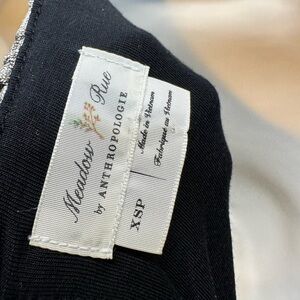 Meadow Rue
by ANTHROPOLOGIE
XSP
Made in Vietnam
Fabriqué au Vietnam